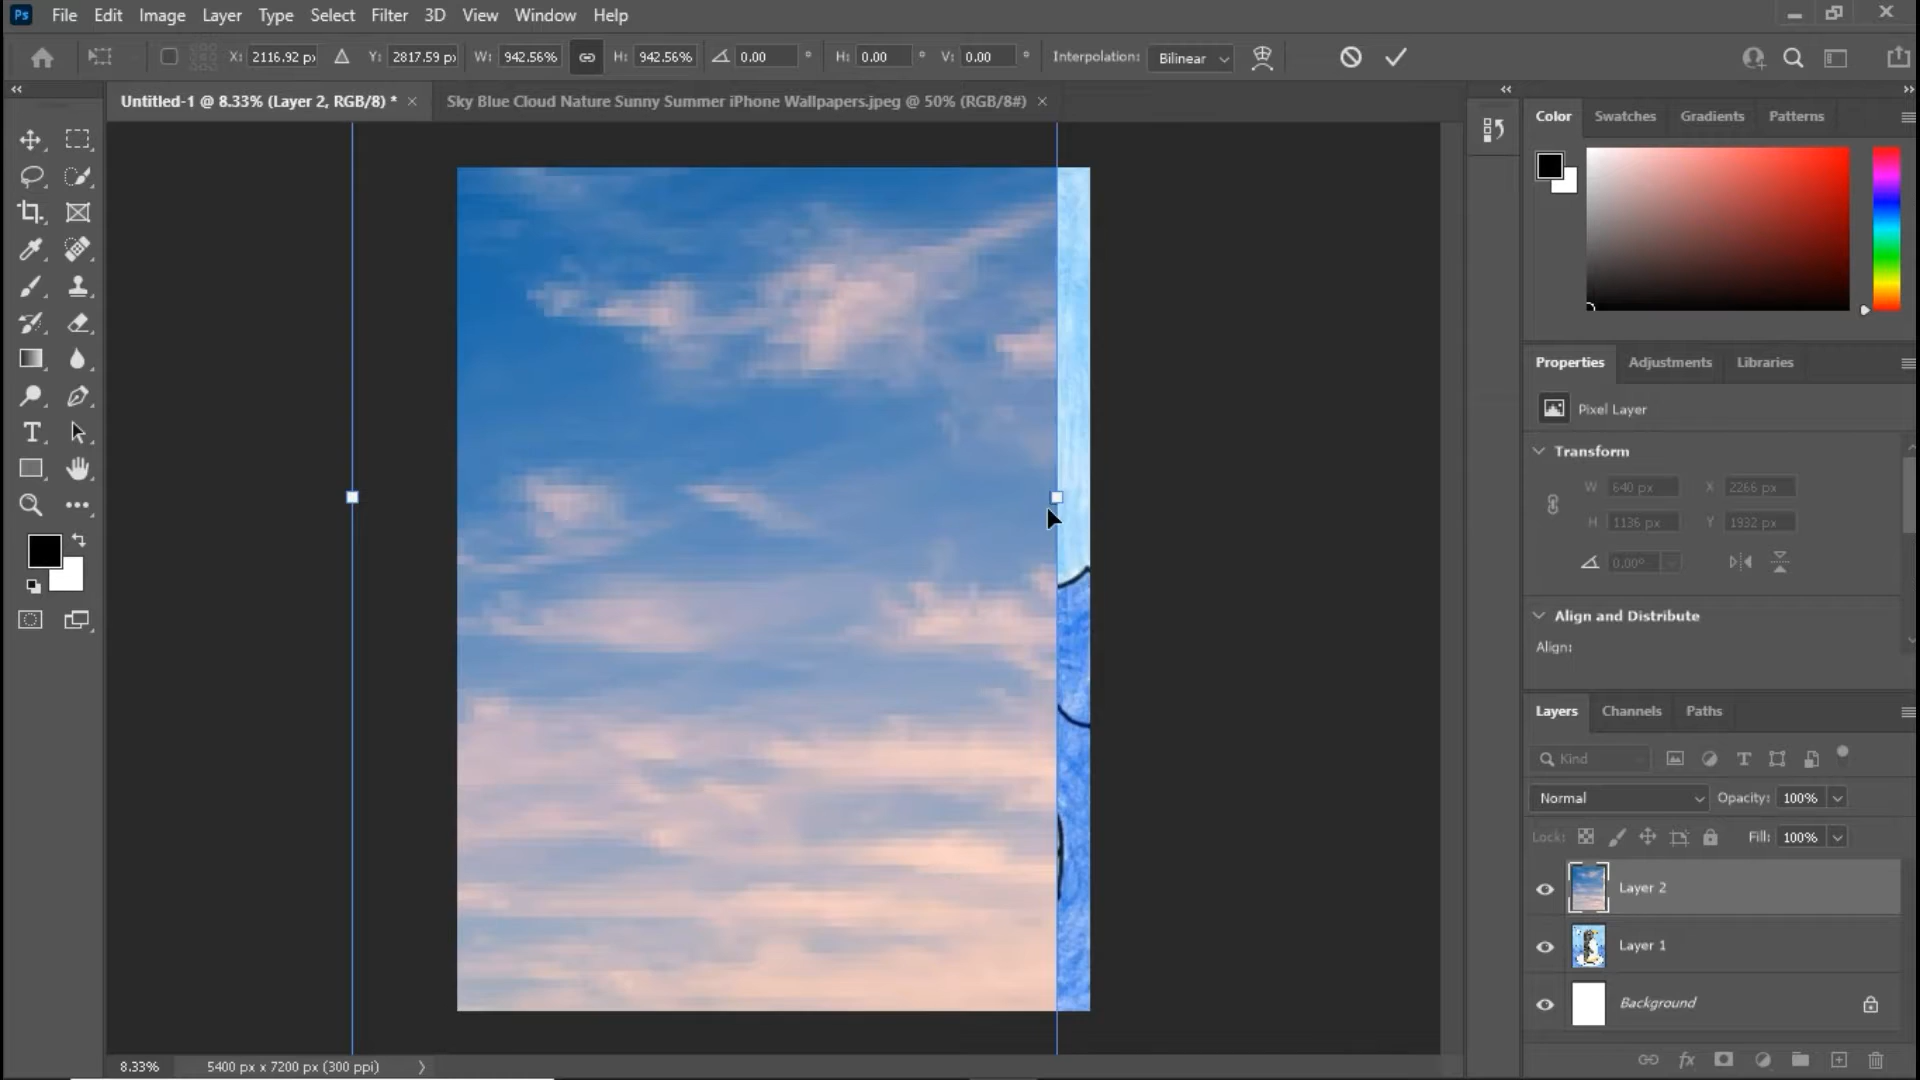 Ps File Edit Image Layer Type Select Filter 3D View Window Help
X: 2116.92 px Y: 2817.59 px W: 942.56% H: 942.56% 0.00 ° H: 0.00 ° V: 0.00 ° Interpolation: Bilinear
Untitled-1 @ 8.33% (Layer 2, RGB/8) * × Sky Blue Cloud Nature Sunny Summer iPhone Wallpapers.jpeg @ 50% (RGB/8#) ×
Color Swatches Gradients Patterns
Properties Adjustments Libraries
Pixel Layer
Transform
W 640 px X 2266 px
H 1136 px Y 1932 px
0.00°
Align and Distribute
Align:
Layers Channels Paths
Kind
Normal Opacity: 100%
Lock: Fill: 100%
Layer 2
Layer 1
Background
fx
8.33% 5400 px x 7200 px (300 ppi)